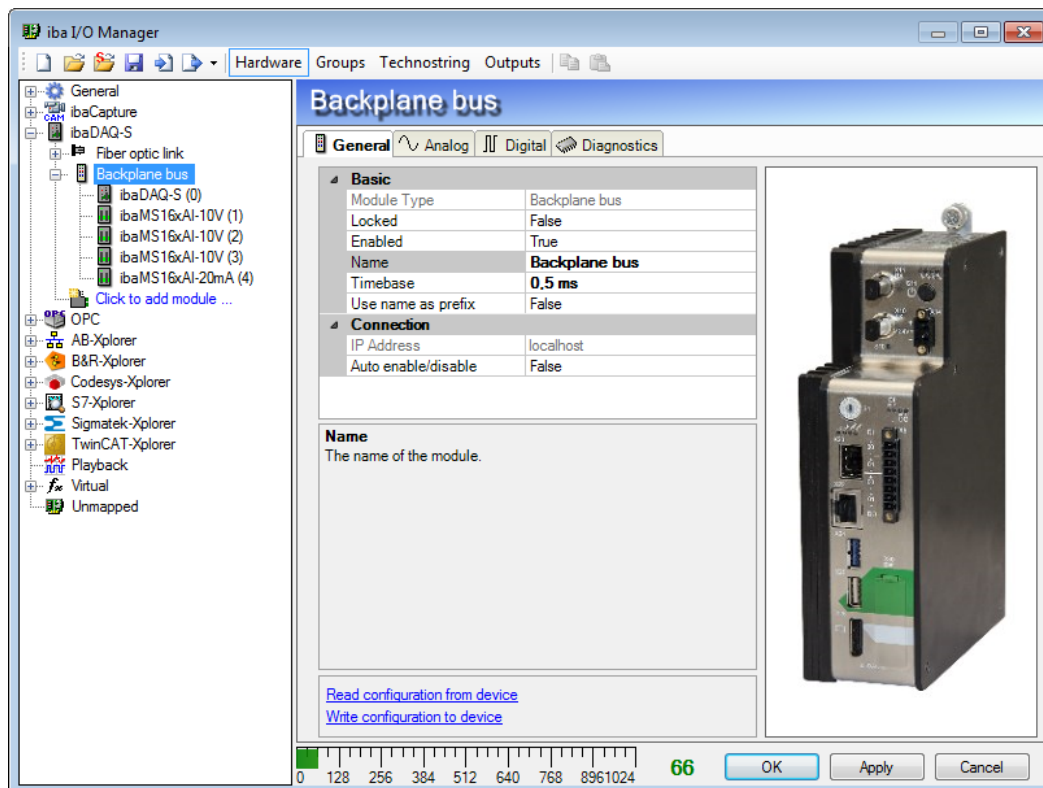 iba I/O Manager
Hardware Groups Technostring Outputs
General
ibaCapture
CAM
ibaDAQ-S
Fiber optic link
Backplane bus
ibaDAQ-S (0)
ibaMS16xAI-10V (1)
ibaMS16xAI-10V (2)
ibaMS16xAI-10V (3)
ibaMS16xAI-20mA (4)
Click to add module ...
OPC
OPC
AB-Xplorer
B&R-Xplorer
Codesys-Xplorer
S7-Xplorer
Sigmatek-Xplorer
TwinCAT-Xplorer
Playback
fx Virtual
Unmapped
Backplane bus
General Analog Digital Diagnostics
Basic
Module Type Backplane bus
Locked False
Enabled True
Name Backplane bus
Timebase 0,5 ms
Use name as prefix False
Connection
IP Address localhost
Auto enable/disable False
Name
The name of the module.
Read configuration from device
Write configuration to device
0 128 256 384 512 640 768 896 1024
66
OK Apply Cancel